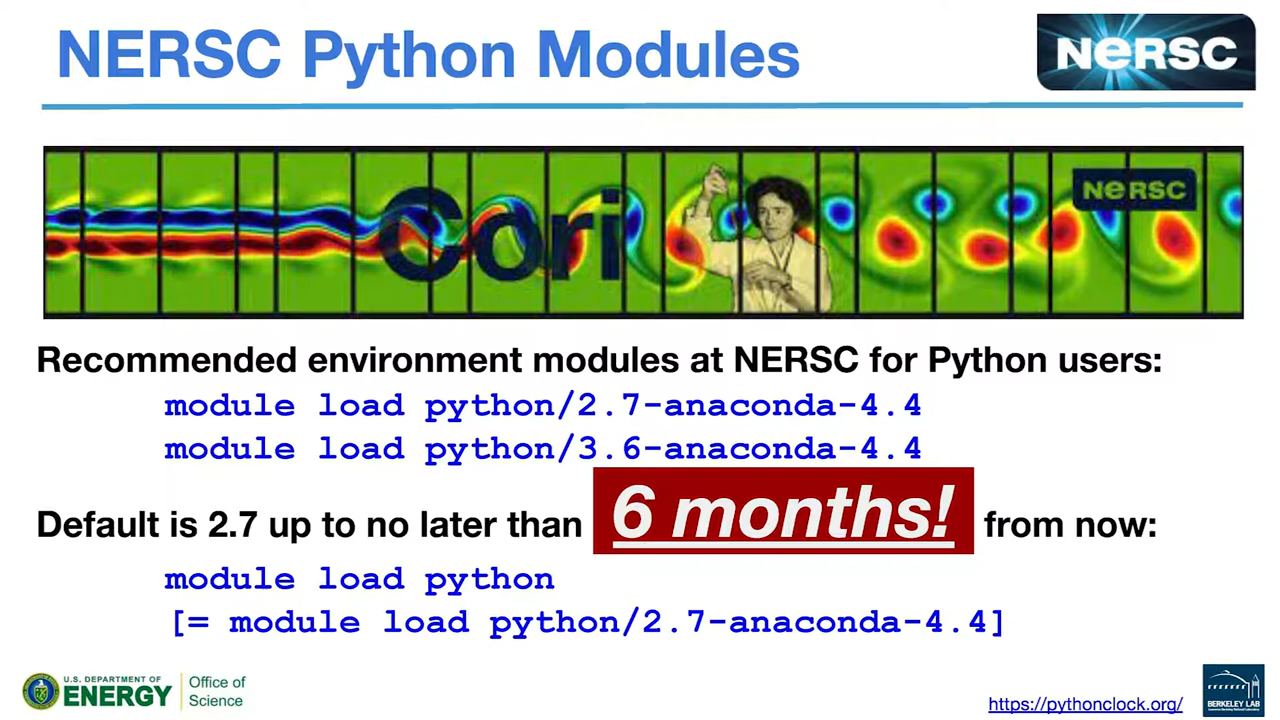 NERSC Python Modules
NERSC
Cori
NERSC
Recommended environment modules at NERSC for Python users:
module load python/2.7-anaconda-4.4
module load python/3.6-anaconda-4.4
Default is 2.7 up to no later than 6 months! from now:
module load python
[= module load python/2.7-anaconda-4.4]
U.S. DEPARTMENT OF
ENERGY
Office of
Science
https://pythonclock.org/
BERKELEY LAB